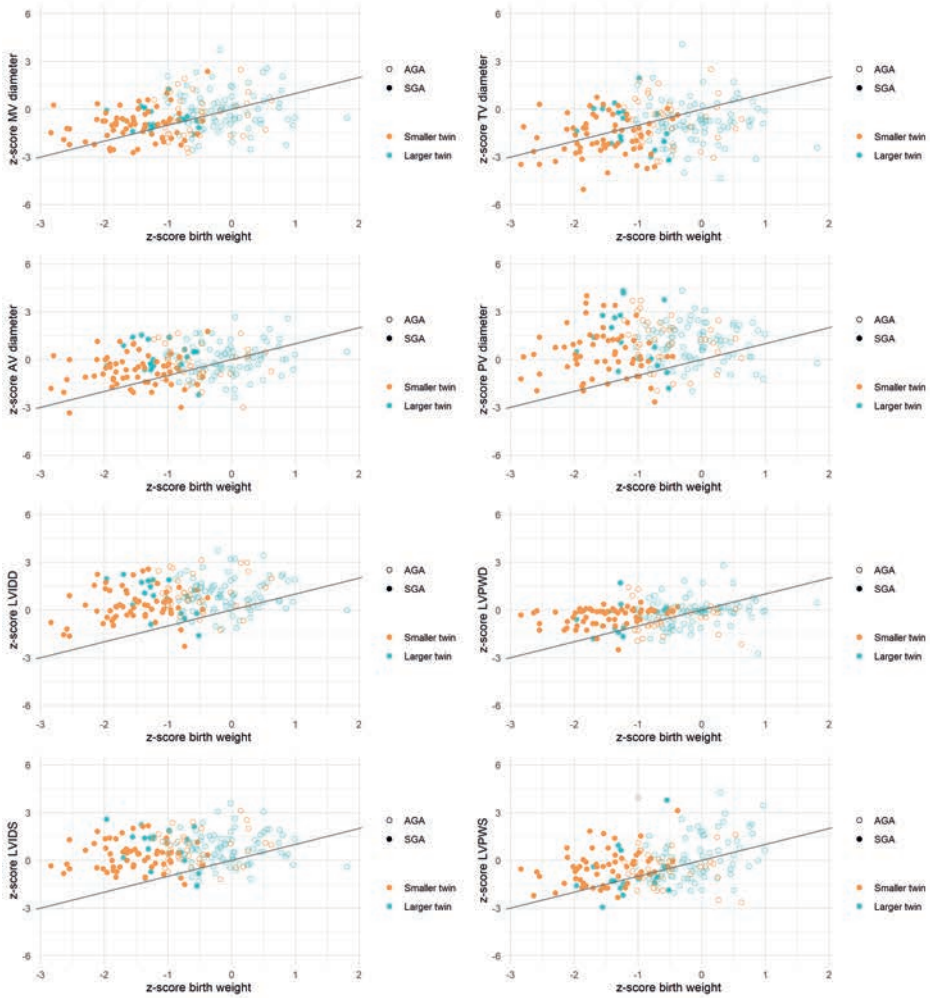 6
3
0
-3
-6
z-score MV diameter
-3 -2 -1 0 1 2
z-score birth weight
AGA
SGA
Smaller twin
Larger twin
6
3
0
-3
-6
z-score TV diameter
-3 -2 -1 0 1 2
z-score birth weight
AGA
SGA
Smaller twin
Larger twin
6
3
0
-3
-6
z-score AV diameter
-3 -2 -1 0 1 2
z-score birth weight
AGA
SGA
Smaller twin
Larger twin
6
3
0
-3
-6
z-score PV diameter
-3 -2 -1 0 1 2
z-score birth weight
AGA
SGA
Smaller twin
Larger twin
6
3
0
-3
-6
z-score LVIDD
-3 -2 -1 0 1 2
z-score birth weight
AGA
SGA
Smaller twin
Larger twin
6
3
0
-3
-6
z-score LVPWD
-3 -2 -1 0 1 2
z-score birth weight
AGA
SGA
Smaller twin
Larger twin
6
3
0
-3
-6
z-score LVIDS
-3 -2 -1 0 1 2
z-score birth weight
AGA
SGA
Smaller twin
Larger twin
6
3
0
-3
-6
z-score LVPWS
-3 -2 -1 0 1 2
z-score birth weight
AGA
SGA
Smaller twin
Larger twin